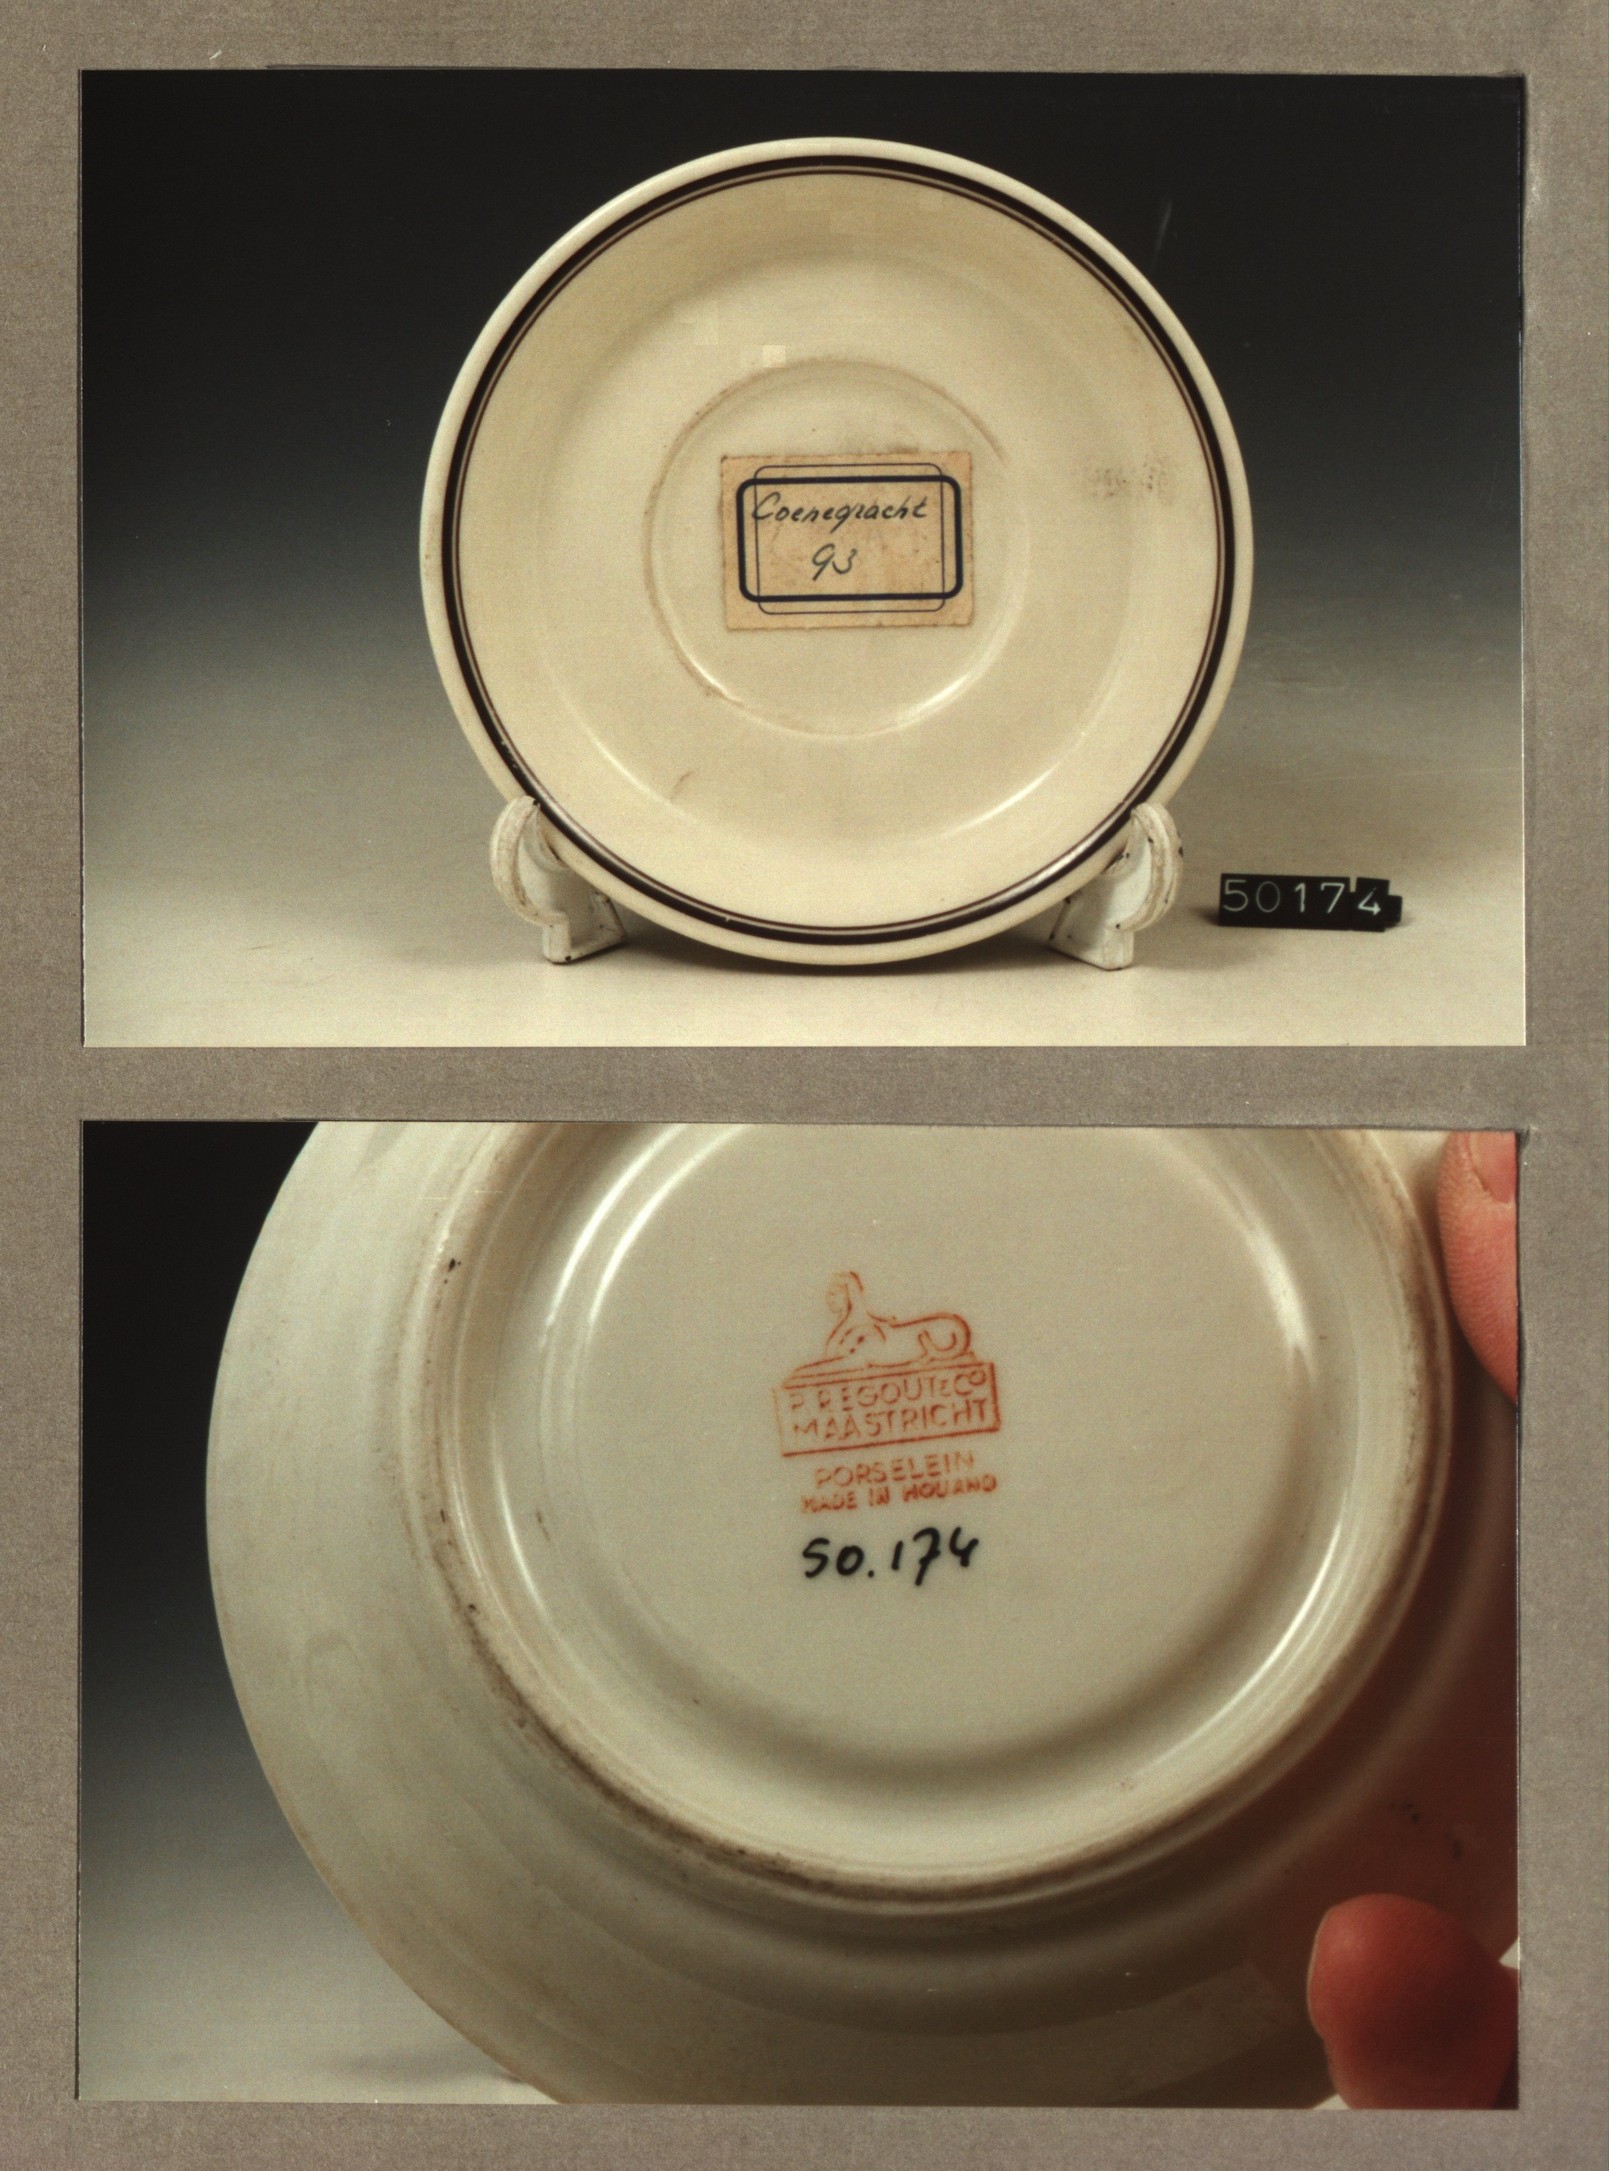 Coenegracht
93
50174
P. REGOUT & Co
MAASTRICHT
PORSELEIN
MADE IN HOLLAND
50.174